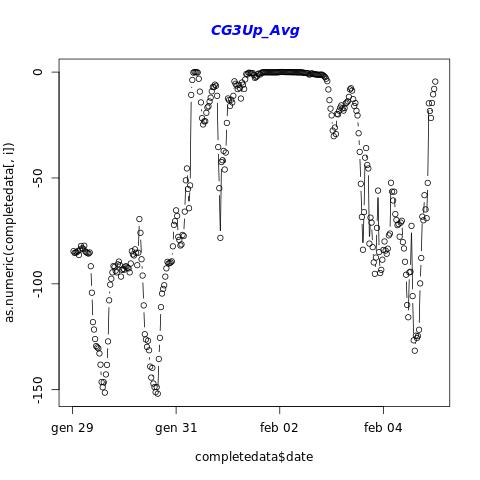 CG3Up_Avg
as.numeric(completedata[, i])
0
-50
-100
-150
gen 29
gen 31
feb 02
feb 04
completedata$date